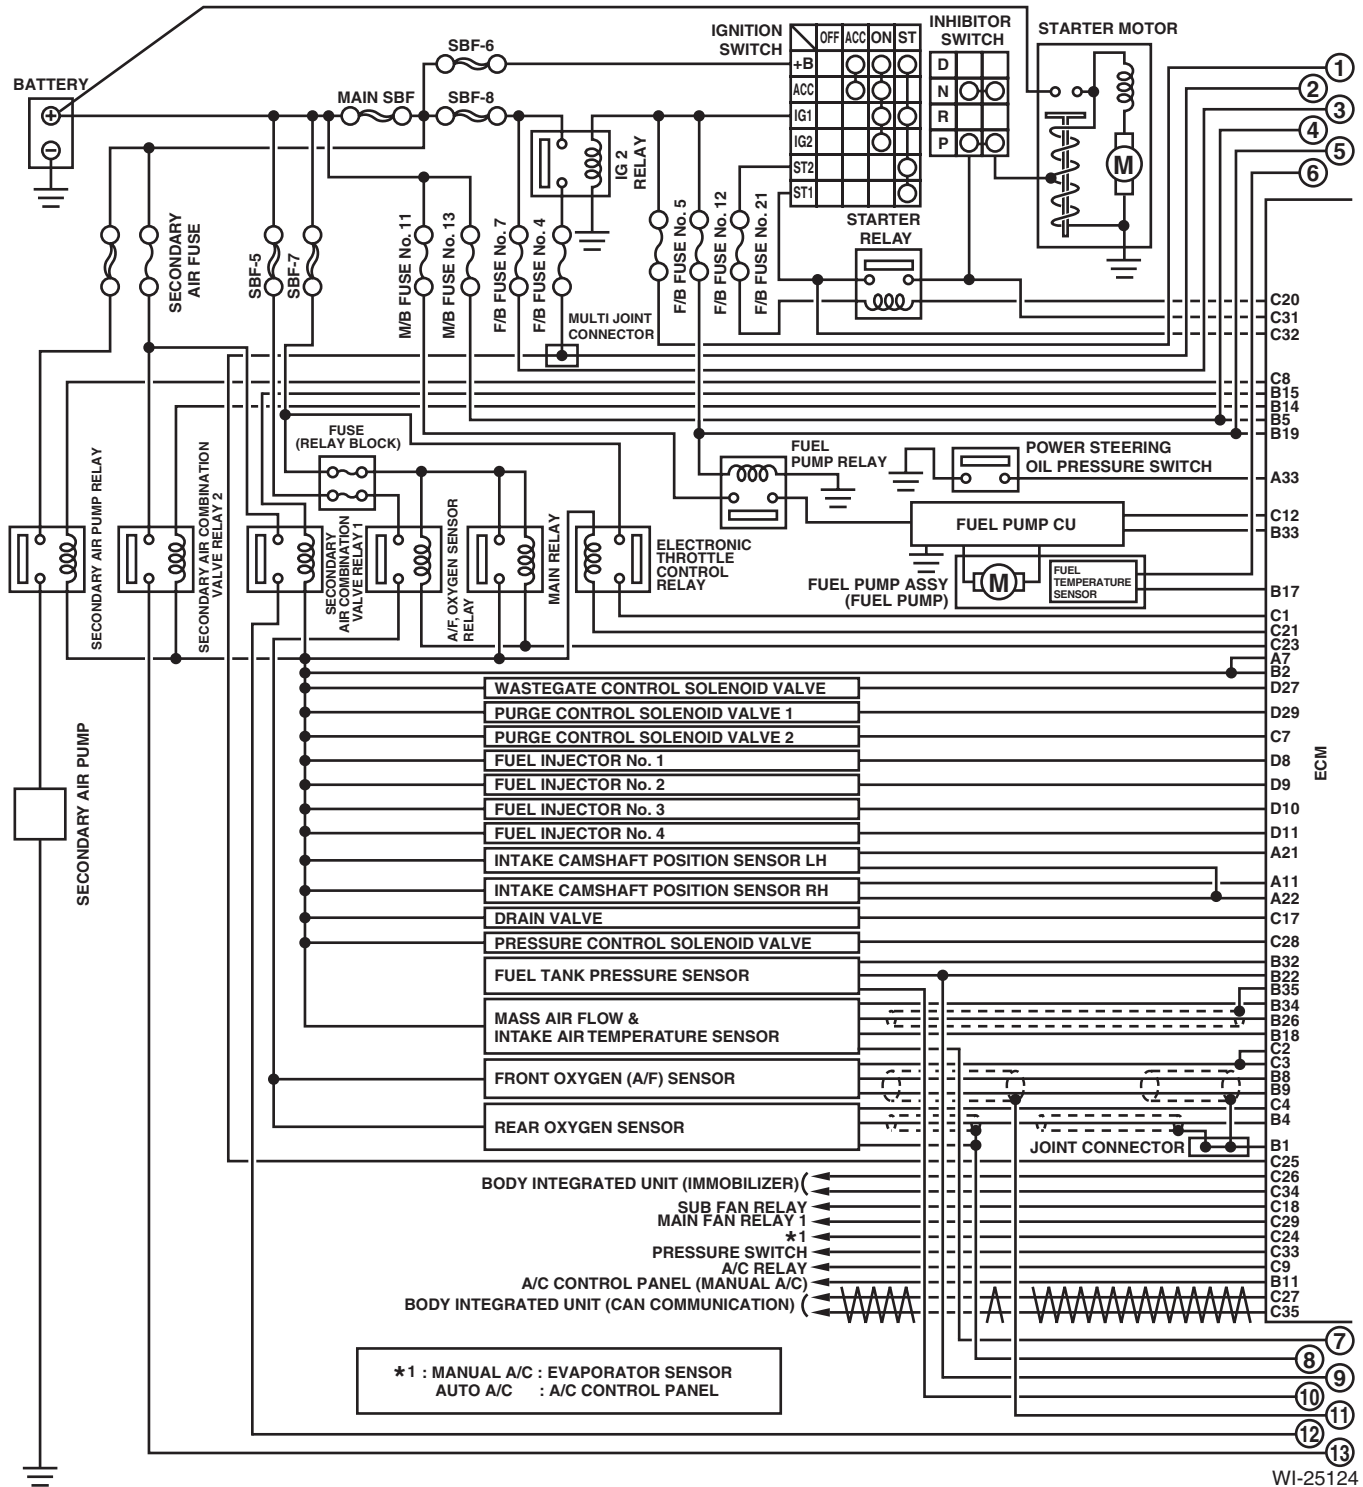 IGNITION SWITCH
OFF ACC ON ST
+B
ACC
IG1
IG2
ST2
ST1
INHIBITOR SWITCH
D
N
R
P
STARTER MOTOR
M
BATTERY
+
−
SBF-6
MAIN SBF
SBF-8
IG 2 RELAY
SECONDARY AIR FUSE
SBF-5
SBF-7
M/B FUSE No. 11
M/B FUSE No. 13
F/B FUSE No. 7
F/B FUSE No. 4
F/B FUSE No. 5
F/B FUSE No. 12
F/B FUSE No. 21
MULTI JOINT CONNECTOR
STARTER RELAY
1
2
3
4
5
6
C20
C31
C32
C8
B15
B14
B5
B19
A33
C12
B33
B17
C1
C21
C23
A7
B2
D27
D29
C7
D8
D9
D10
D11
A21
A11
A22
C17
C28
B32
B22
B35
B34
B26
B18
C2
C3
B8
B9
C4
B4
B1
C25
C26
C34
C18
C29
C24
C33
C9
B11
C27
C35
ECM
FUSE (RELAY BLOCK)
SECONDARY AIR PUMP RELAY
SECONDARY AIR COMBINATION VALVE RELAY 2
SECONDARY AIR COMBINATION VALVE RELAY 1
A/F, OXYGEN SENSOR RELAY
MAIN RELAY
ELECTRONIC THROTTLE CONTROL RELAY
FUEL PUMP RELAY
POWER STEERING OIL PRESSURE SWITCH
FUEL PUMP CU
FUEL PUMP ASSY (FUEL PUMP)
M
FUEL TEMPERATURE SENSOR
SECONDARY AIR PUMP
WASTEGATE CONTROL SOLENOID VALVE
PURGE CONTROL SOLENOID VALVE 1
PURGE CONTROL SOLENOID VALVE 2
FUEL INJECTOR No. 1
FUEL INJECTOR No. 2
FUEL INJECTOR No. 3
FUEL INJECTOR No. 4
INTAKE CAMSHAFT POSITION SENSOR LH
INTAKE CAMSHAFT POSITION SENSOR RH
DRAIN VALVE
PRESSURE CONTROL SOLENOID VALVE
FUEL TANK PRESSURE SENSOR
MASS AIR FLOW &
INTAKE AIR TEMPERATURE SENSOR
FRONT OXYGEN (A/F) SENSOR
REAR OXYGEN SENSOR
JOINT CONNECTOR
BODY INTEGRATED UNIT (IMMOBILIZER)
SUB FAN RELAY
MAIN FAN RELAY 1
*1
PRESSURE SWITCH
A/C RELAY
A/C CONTROL PANEL (MANUAL A/C)
BODY INTEGRATED UNIT (CAN COMMUNICATION)
7
8
9
10
11
12
13
*1 : MANUAL A/C : EVAPORATOR SENSOR
AUTO A/C : A/C CONTROL PANEL
WI-25124